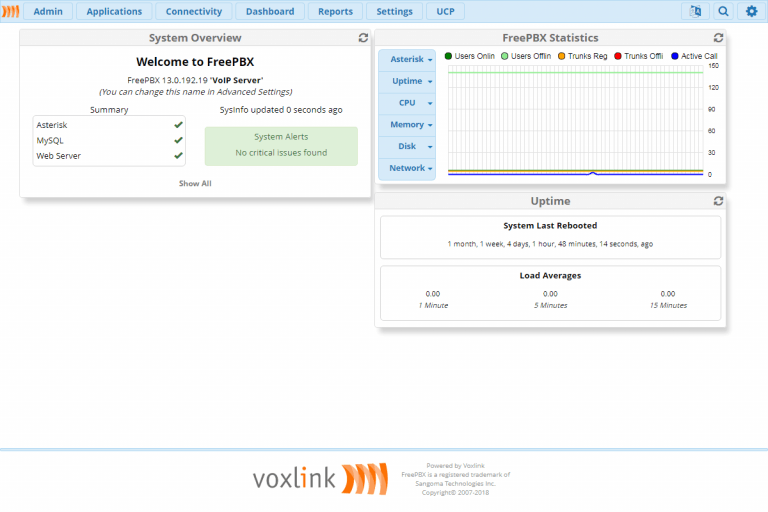 Admin Applications Connectivity Dashboard Reports Settings UCP
System Overview
Welcome to FreePBX
FreePBX 13.0.192.19 'VoIP Server'
(You can change this name in Advanced Settings)
Summary
Asterisk
MySQL
Web Server
SysInfo updated 0 seconds ago
System Alerts
No critical issues found
Show All
FreePBX Statistics
Asterisk
Uptime
CPU
Memory
Disk
Network
Users Onlin Users Offlin Trunks Reg Trunks Offli Active Call
150
120
90
60
30
0
Uptime
System Last Rebooted
1 month, 1 week, 4 days, 1 hour, 48 minutes, 14 seconds, ago
Load Averages
0.00 0.00 0.00
1 Minute 5 Minutes 15 Minutes
voxlink
Powered by Voxlink
FreePBX is a registered trademark of
Sangoma Technologies Inc.
Copyright© 2007-2018